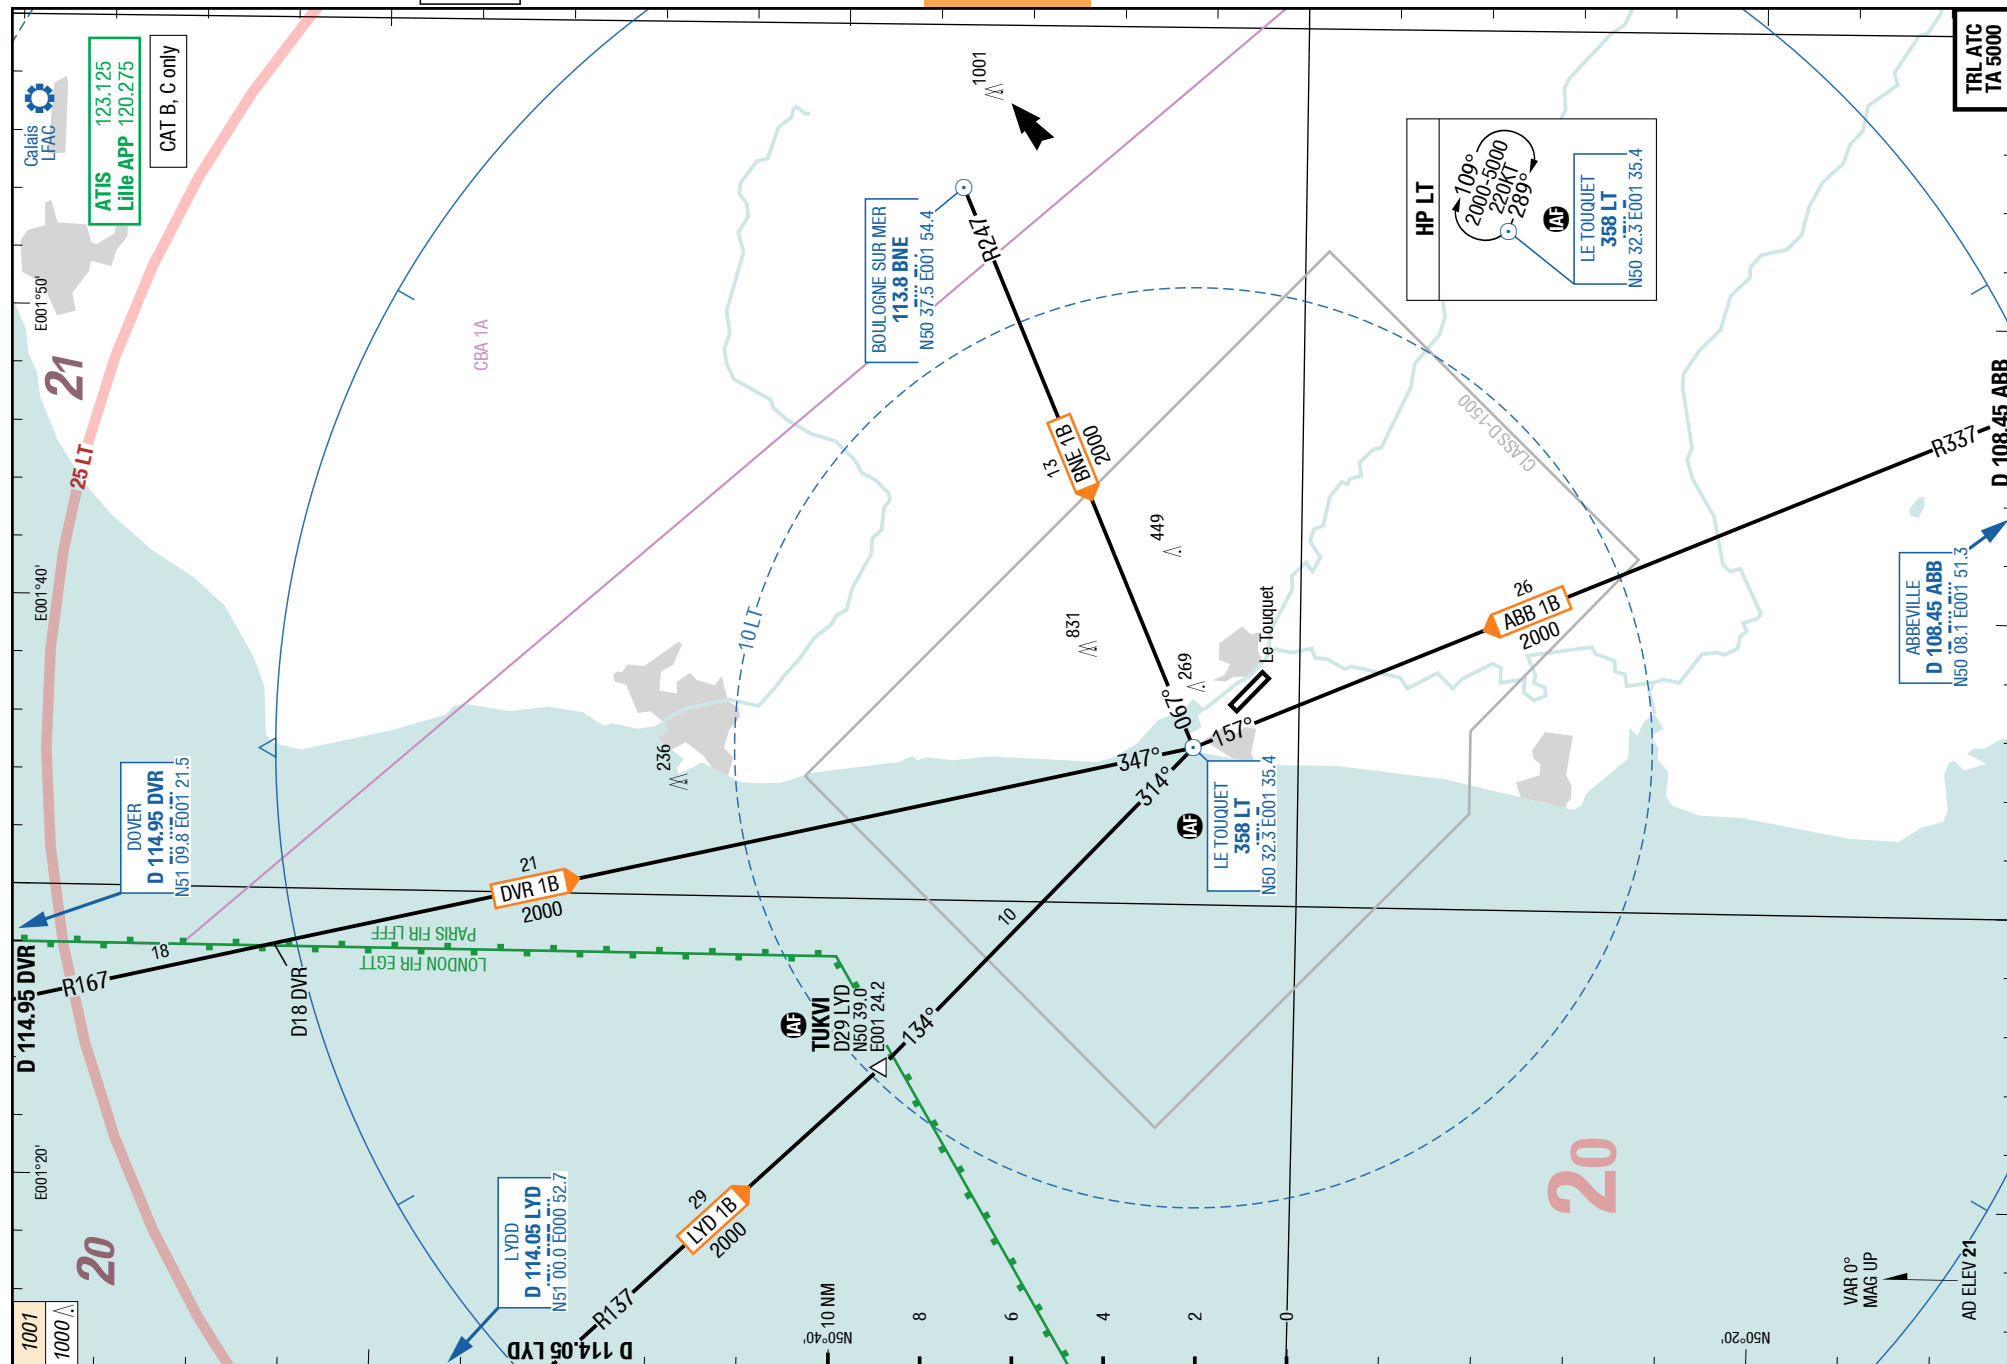 Calais
LFAC
ATIS 123.125
Lille APP 120.275
CAT B, C only
TRL ATC
TA 5000
1001
1000
E001°50'
E001°40'
E001°20'
21
20
20
25 LT
10 LT
CBA 1A
1001
BOULOGNE SUR MER
113.8 BNE
N50 37.5 E001 54.4
R247
13
BNE 1B
2000
067°
HP LT
109°
2000-5000
220KT
289°
IAF
LE TOUQUET
358 LT
N50 32.3 E001 35.4
CLASSD-1500
449
831
269
236
Le Touquet
DOVER
D 114.95 DVR
N51 09.8 E001 21.5
D 114.95 DVR
R167
18
D18 DVR
21
DVR 1B
2000
347°
PARIS FIR LFFF
LONDON FIR EGTT
IAF
TUKVI
D29 LYD
N50 39.0
E001 24.2
134°
10
314°
IAF
LE TOUQUET
358 LT
N50 32.3 E001 35.4
157°
26
ABB 1B
2000
R337
D 108.45 ABB
ABBEVILLE
D 108.45 ABB
N50 08.1 E001 51.3
LYDD
D 114.05 LYD
N51 00.0 E000 52.7
29
LYD 1B
2000
R137
D 114.05 LYD
N50°40'
10 NM
8
6
4
2
0
N50°20'
VAR 0°
MAG UP
AD ELEV 21